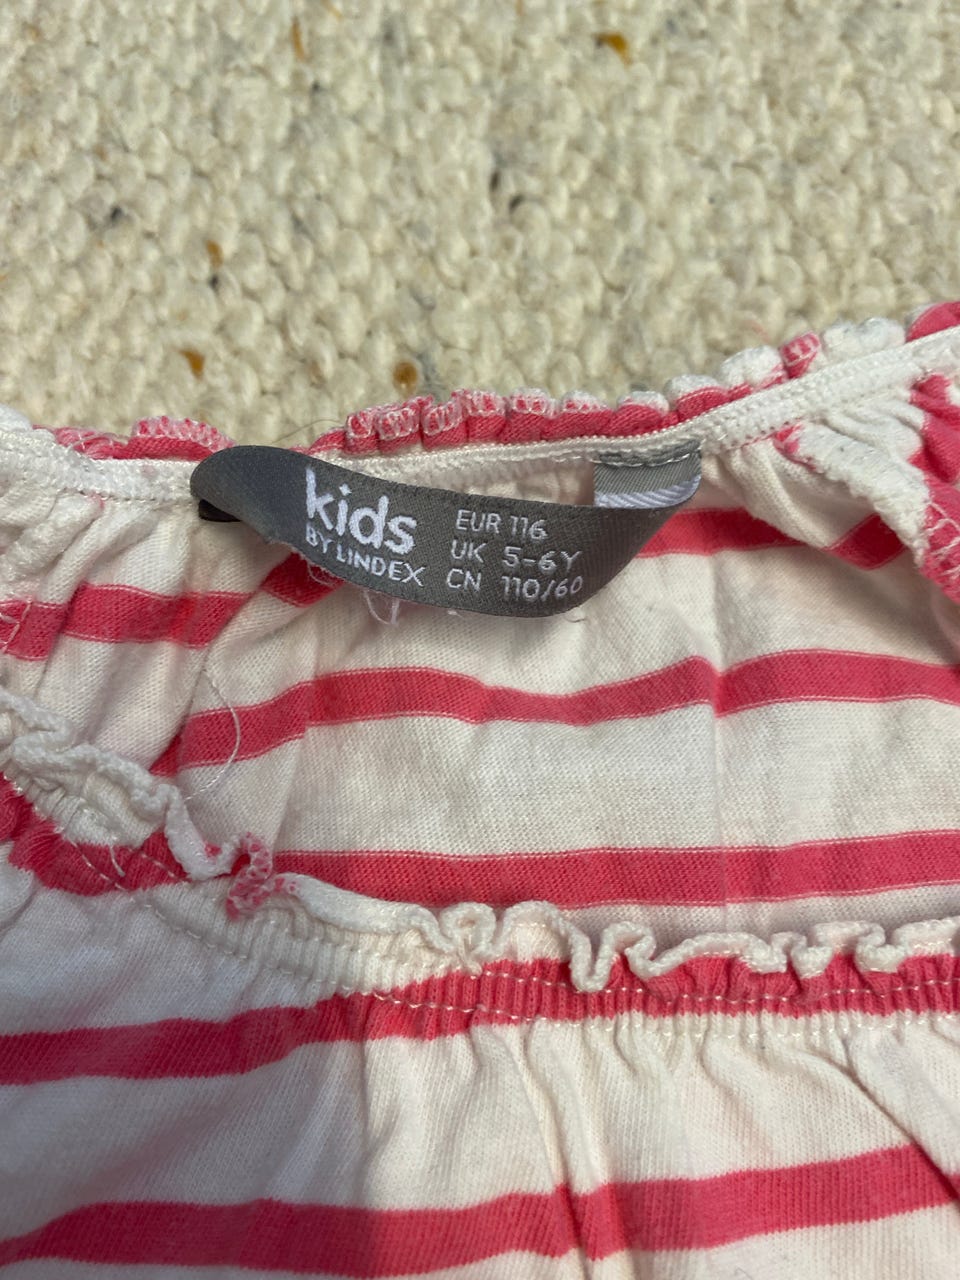 kids
BY LINDEX
EUR 116
UK 5-6Y
CN 110/60